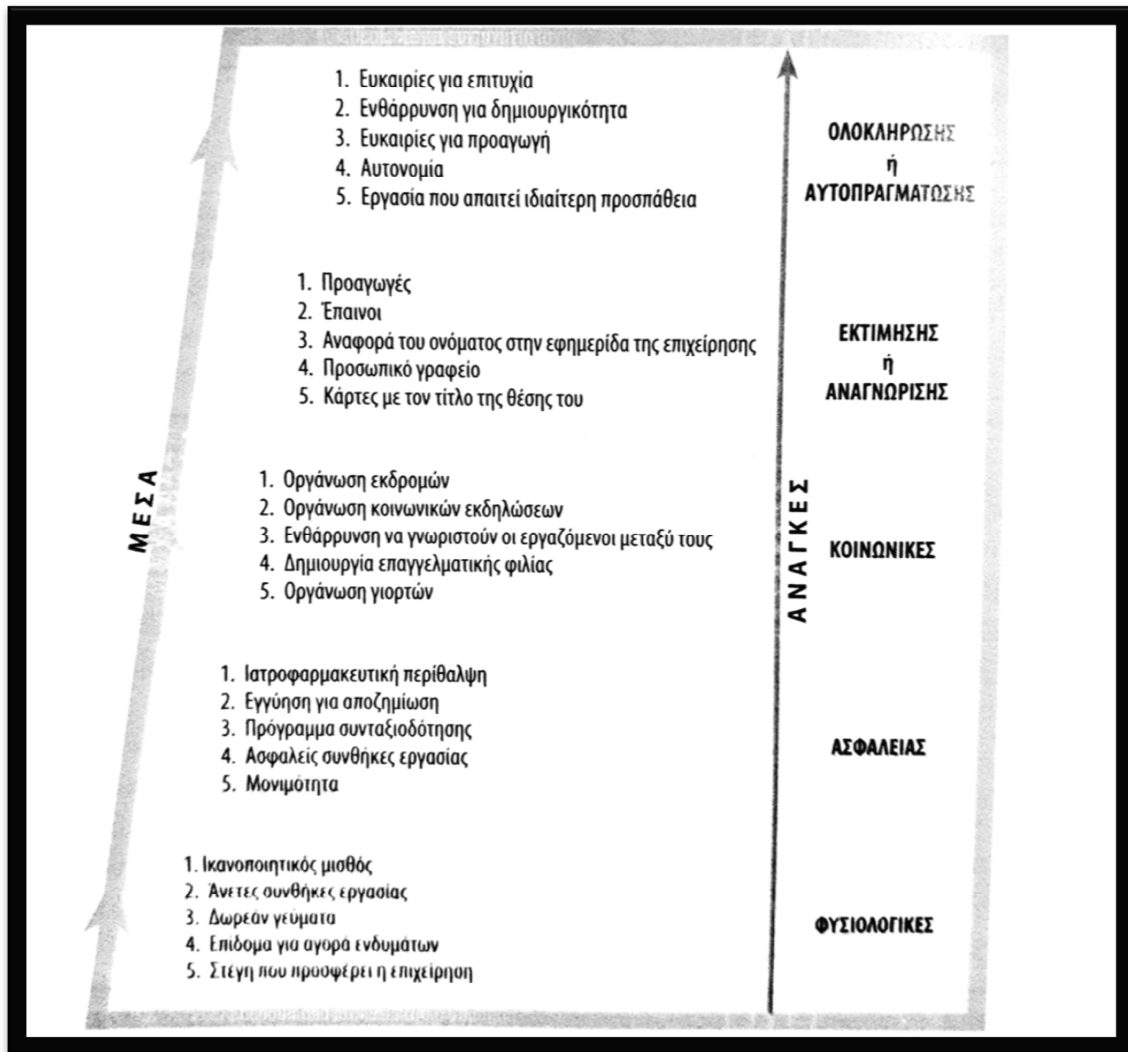 1. Ευκαιρίες για επιτυχία
2. Ενθάρρυνση για δημιουργικότητα
3. Ευκαιρίες για προαγωγή
4. Αυτονομία
5. Εργασία που απαιτεί ιδιαίτερη προσπάθεια
ΟΛΟΚΛΗΡΩΣΗΣ
ή
ΑΥΤΟΠΡΑΓΜΑΤΩΣΗΣ
1. Προαγωγές
2. Έπαινοι
3. Αναφορά του ονόματος στην εφημερίδα της επιχείρησης
4. Προσωπικό γραφείο
5. Κάρτες με τον τίτλο της θέσης του
ΕΚΤΙΜΗΣΗΣ
ή
ΑΝΑΓΝΩΡΙΣΗΣ
ΜΕΣΑ
1. Οργάνωση εκδρομών
2. Οργάνωση κοινωνικών εκδηλώσεων
3. Ενθάρρυνση να γνωριστούν οι εργαζόμενοι μεταξύ τους
4. Δημιουργία επαγγελματικής φιλίας
5. Οργάνωση γιορτών
ΑΝΑΓΚΕΣ
ΚΟΙΝΩΝΙΚΕΣ
1. Ιατροφαρμακευτική περίθαλψη
2. Εγγύηση για αποζημίωση
3. Πρόγραμμα συνταξιοδότησης
4. Ασφαλείς συνθήκες εργασίας
5. Μονιμότητα
ΑΣΦΑΛΕΙΑΣ
1. Ικανοποιητικός μισθός
2. Άνετες συνθήκες εργασίας
3. Δωρεάν γεύματα
4. Επίδομα για αγορά ενδυμάτων
5. Στέγη που προσφέρει η επιχείρηση
ΦΥΣΙΟΛΟΓΙΚΕΣ